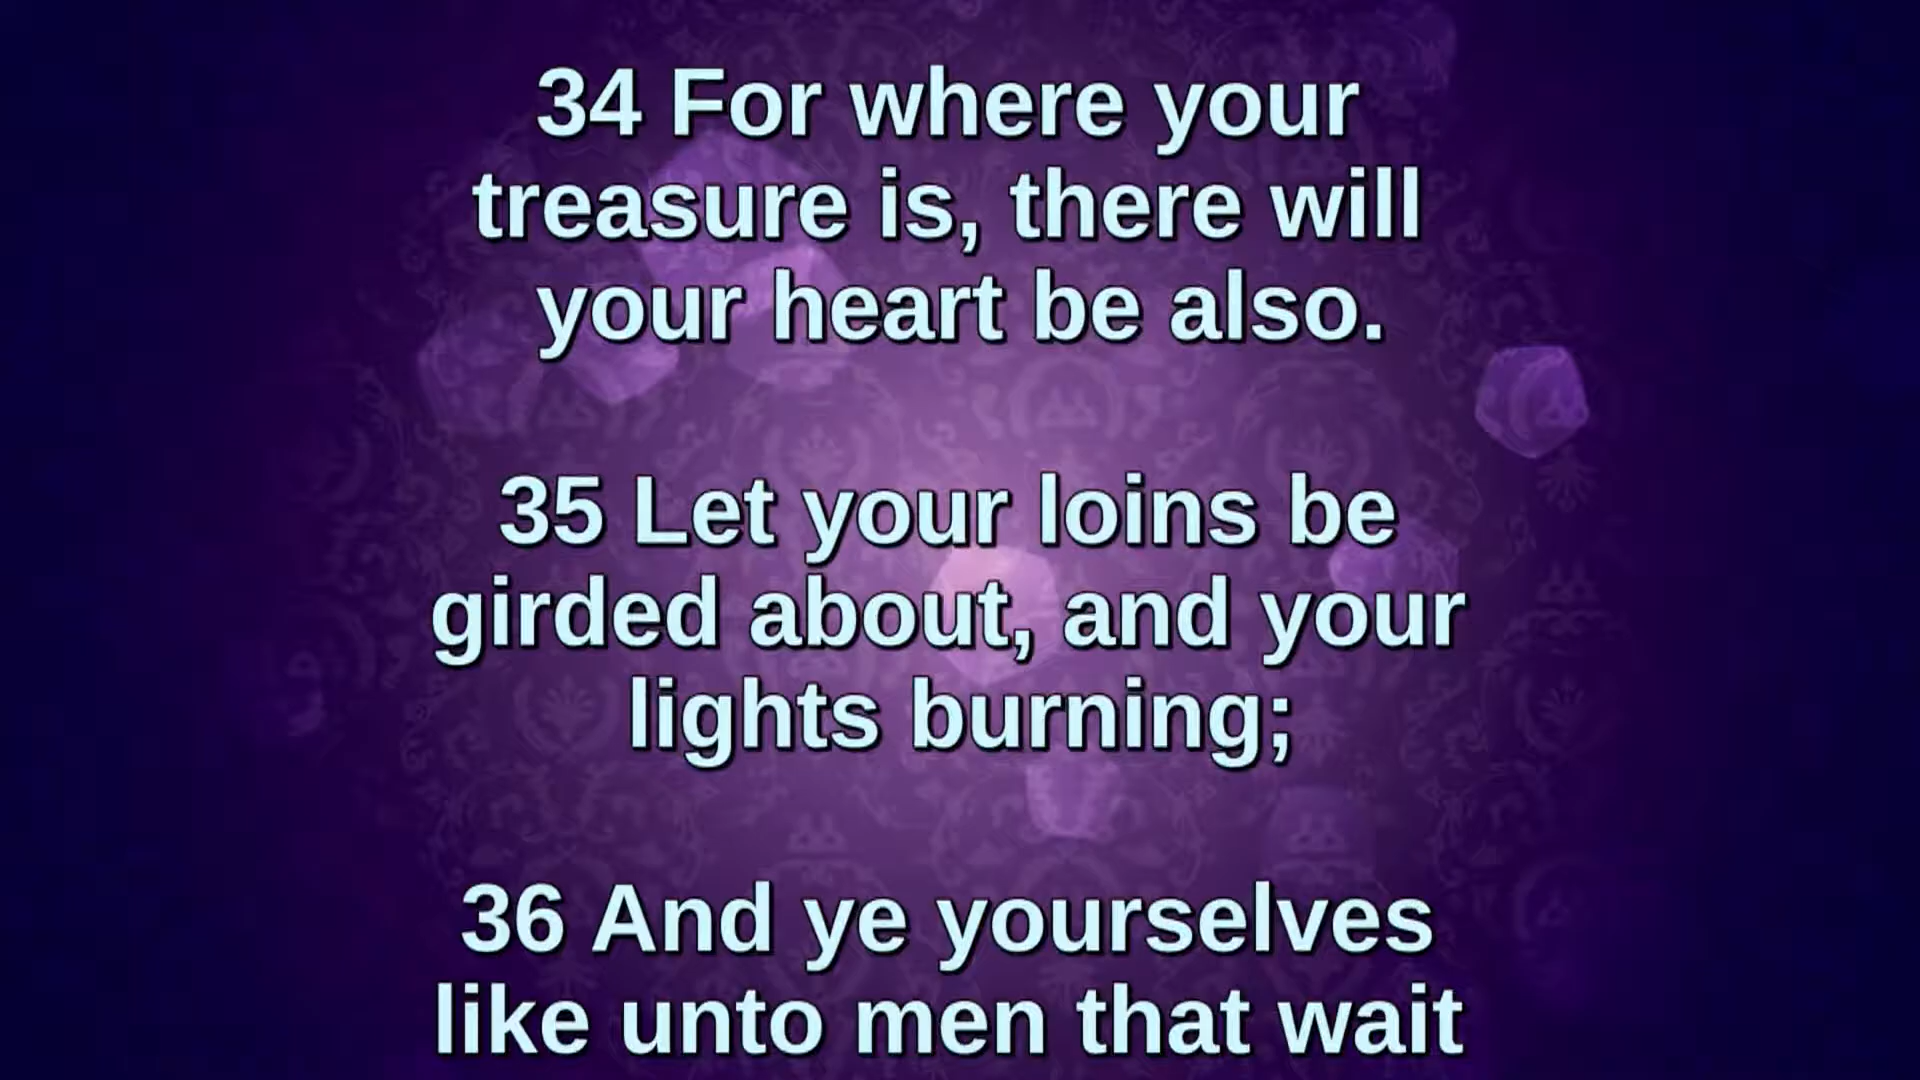 34 For where your
treasure is, there will
your heart be also.
35 Let your loins be
girded about, and your
lights burning;
36 And ye yourselves
like unto men that wait